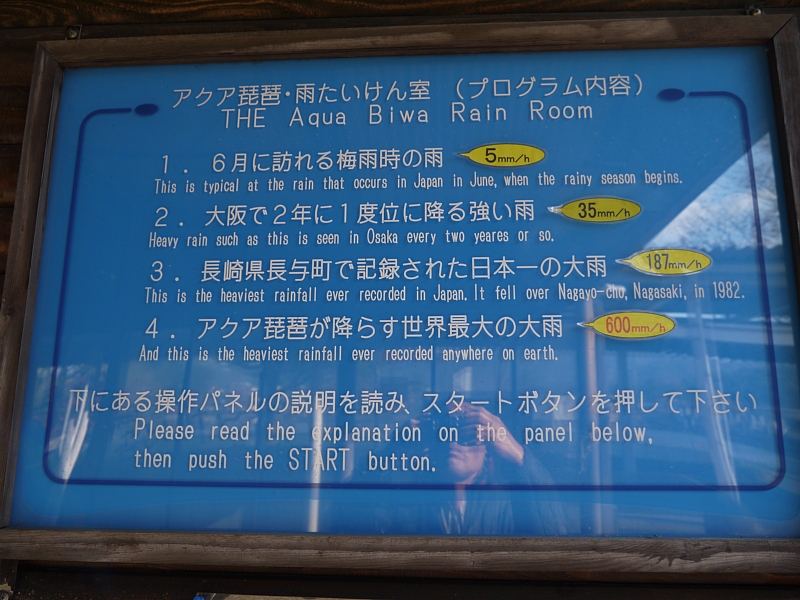 アクア琵琶・雨たいけん室 （プログラム内容）
THE Aqua Biwa Rain Room
1. 6月に訪れる梅雨時の雨 5mm/h
This is typical at the rain that occurs in Japan in June, when the rainy season begins.
2. 大阪で2年に1度位に降る強い雨 35mm/h
Heavy rain such as this is seen in Osaka every two yeares or so.
3. 長崎県長与町で記録された日本一の大雨 187mm/h
This is the heaviest rainfall ever recorded in Japan. It fell over Nagayo-cho, Nagasaki, in 1982.
4. アクア琵琶が降らす世界最大の大雨 600mm/h
And this is the heaviest rainfall ever recorded anywhere on earth.
下にある操作パネルの説明を読み、スタートボタンを押して下さい
Please read the explanation on the panel below,
then push the START button.